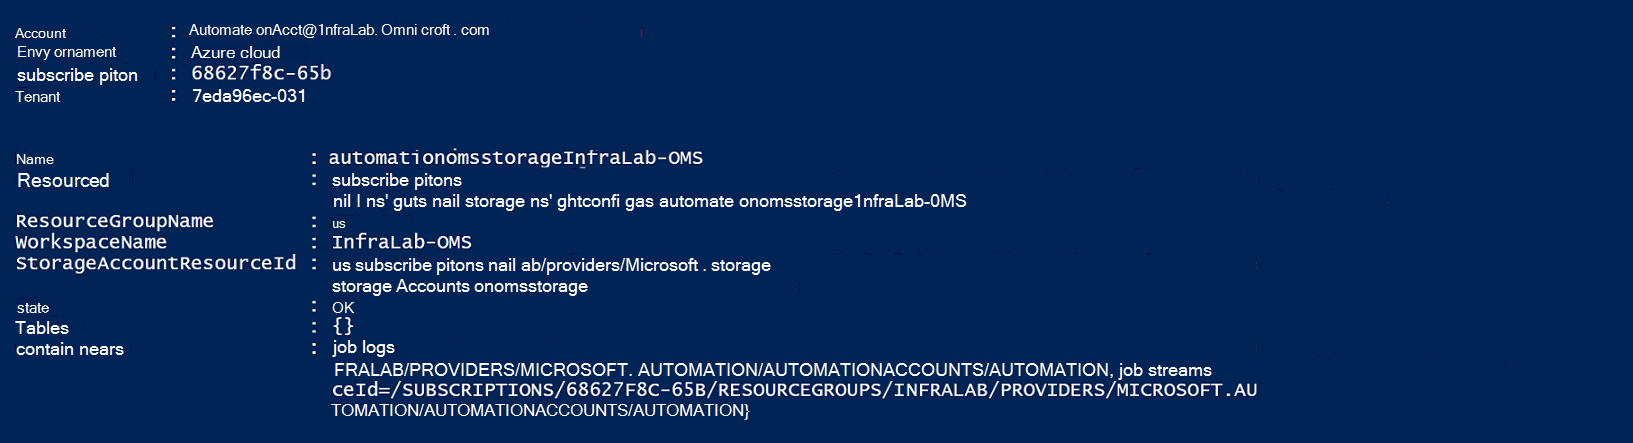 Account : Automate onAcct@1nfraLab. Omni croft . com
Envy ornament : Azure cloud
subscribe piton : 68627f8c-65b
Tenant : 7eda96ec-031
Name : automationomsstorageInfraLab-OMS
Resourced : subscribe pitons
nil l ns' guts nail storage ns' ghtconfi gas automate onomsstorage1nfraLab-0MS
ResourceGroupName : us
WorkspaceName : InfraLab-OMS
StorageAccountResourceId : us subscribe pitons nail ab/providers/Microsoft . storage
storage Accounts onomsstorage
state : OK
Tables : {}
contain nears : job logs
FRALAB/PROVIDERS/MICROSOFT. AUTOMATION/AUTOMATIONACCOUNTS/AUTOMATION, job streams
ceId=/SUBSCRIPTIONS/68627F8C-65B/RESOURCEGROUPS/INFRALAB/PROVIDERS/MICROSOFT.AU
TOMATION/AUTOMATIONACCOUNTS/AUTOMATION}